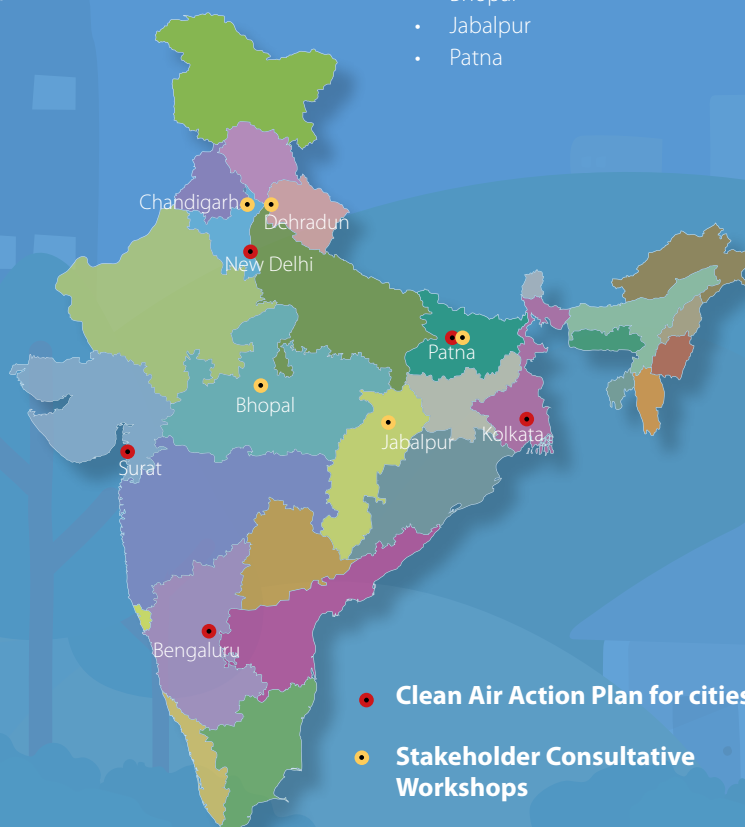 • Jabalpur
• Patna
Chandigarh
Dehradun
New Delhi
Patna
Bhopal
Jabalpur
Kolkata
Surat
Bengaluru
Clean Air Action Plan for cities
Stakeholder Consultative
Workshops